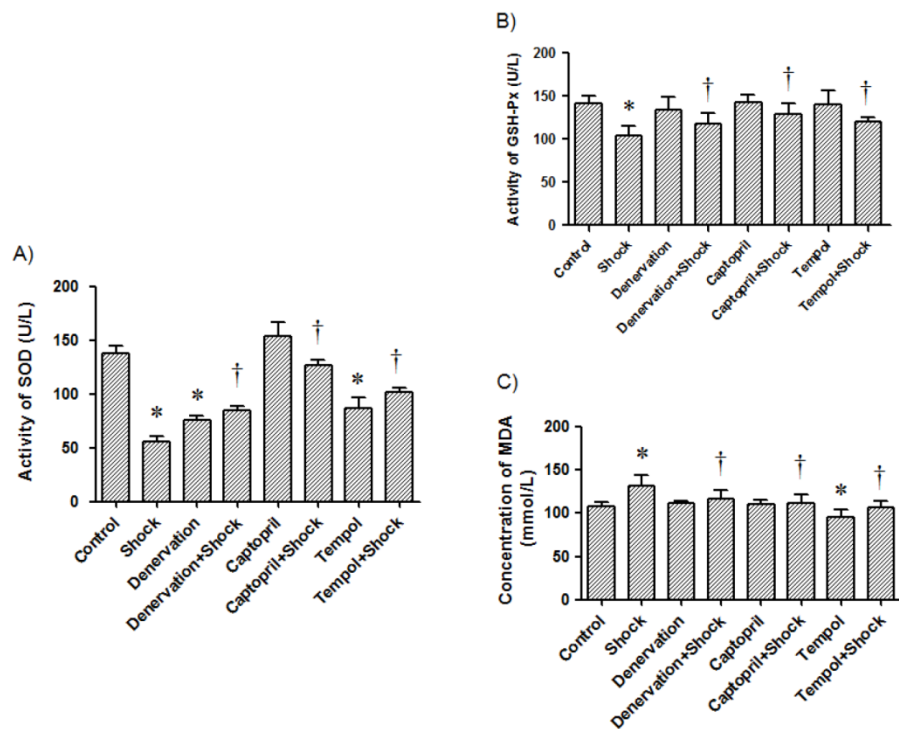 B)
Activity of GSH-Px (U/L)
200
150
100
50
0
*
†
†
†
Control
Shock
Denervation
Denervation+Shock
Captopril
Captopril+Shock
Tempol
Tempol+Shock
A)
Activity of SOD (U/L)
200
150
100
50
0
*
*
†
†
*
†
Control
Shock
Denervation
Denervation+Shock
Captopril
Captopril+Shock
Tempol
Tempol+Shock
C)
Concentration of MDA
(mmol/L)
200
150
100
50
0
*
†
†
*
†
Control
Shock
Denervation
Denervation+Shock
Captopril
Captopril+Shock
Tempol
Tempol+Shock